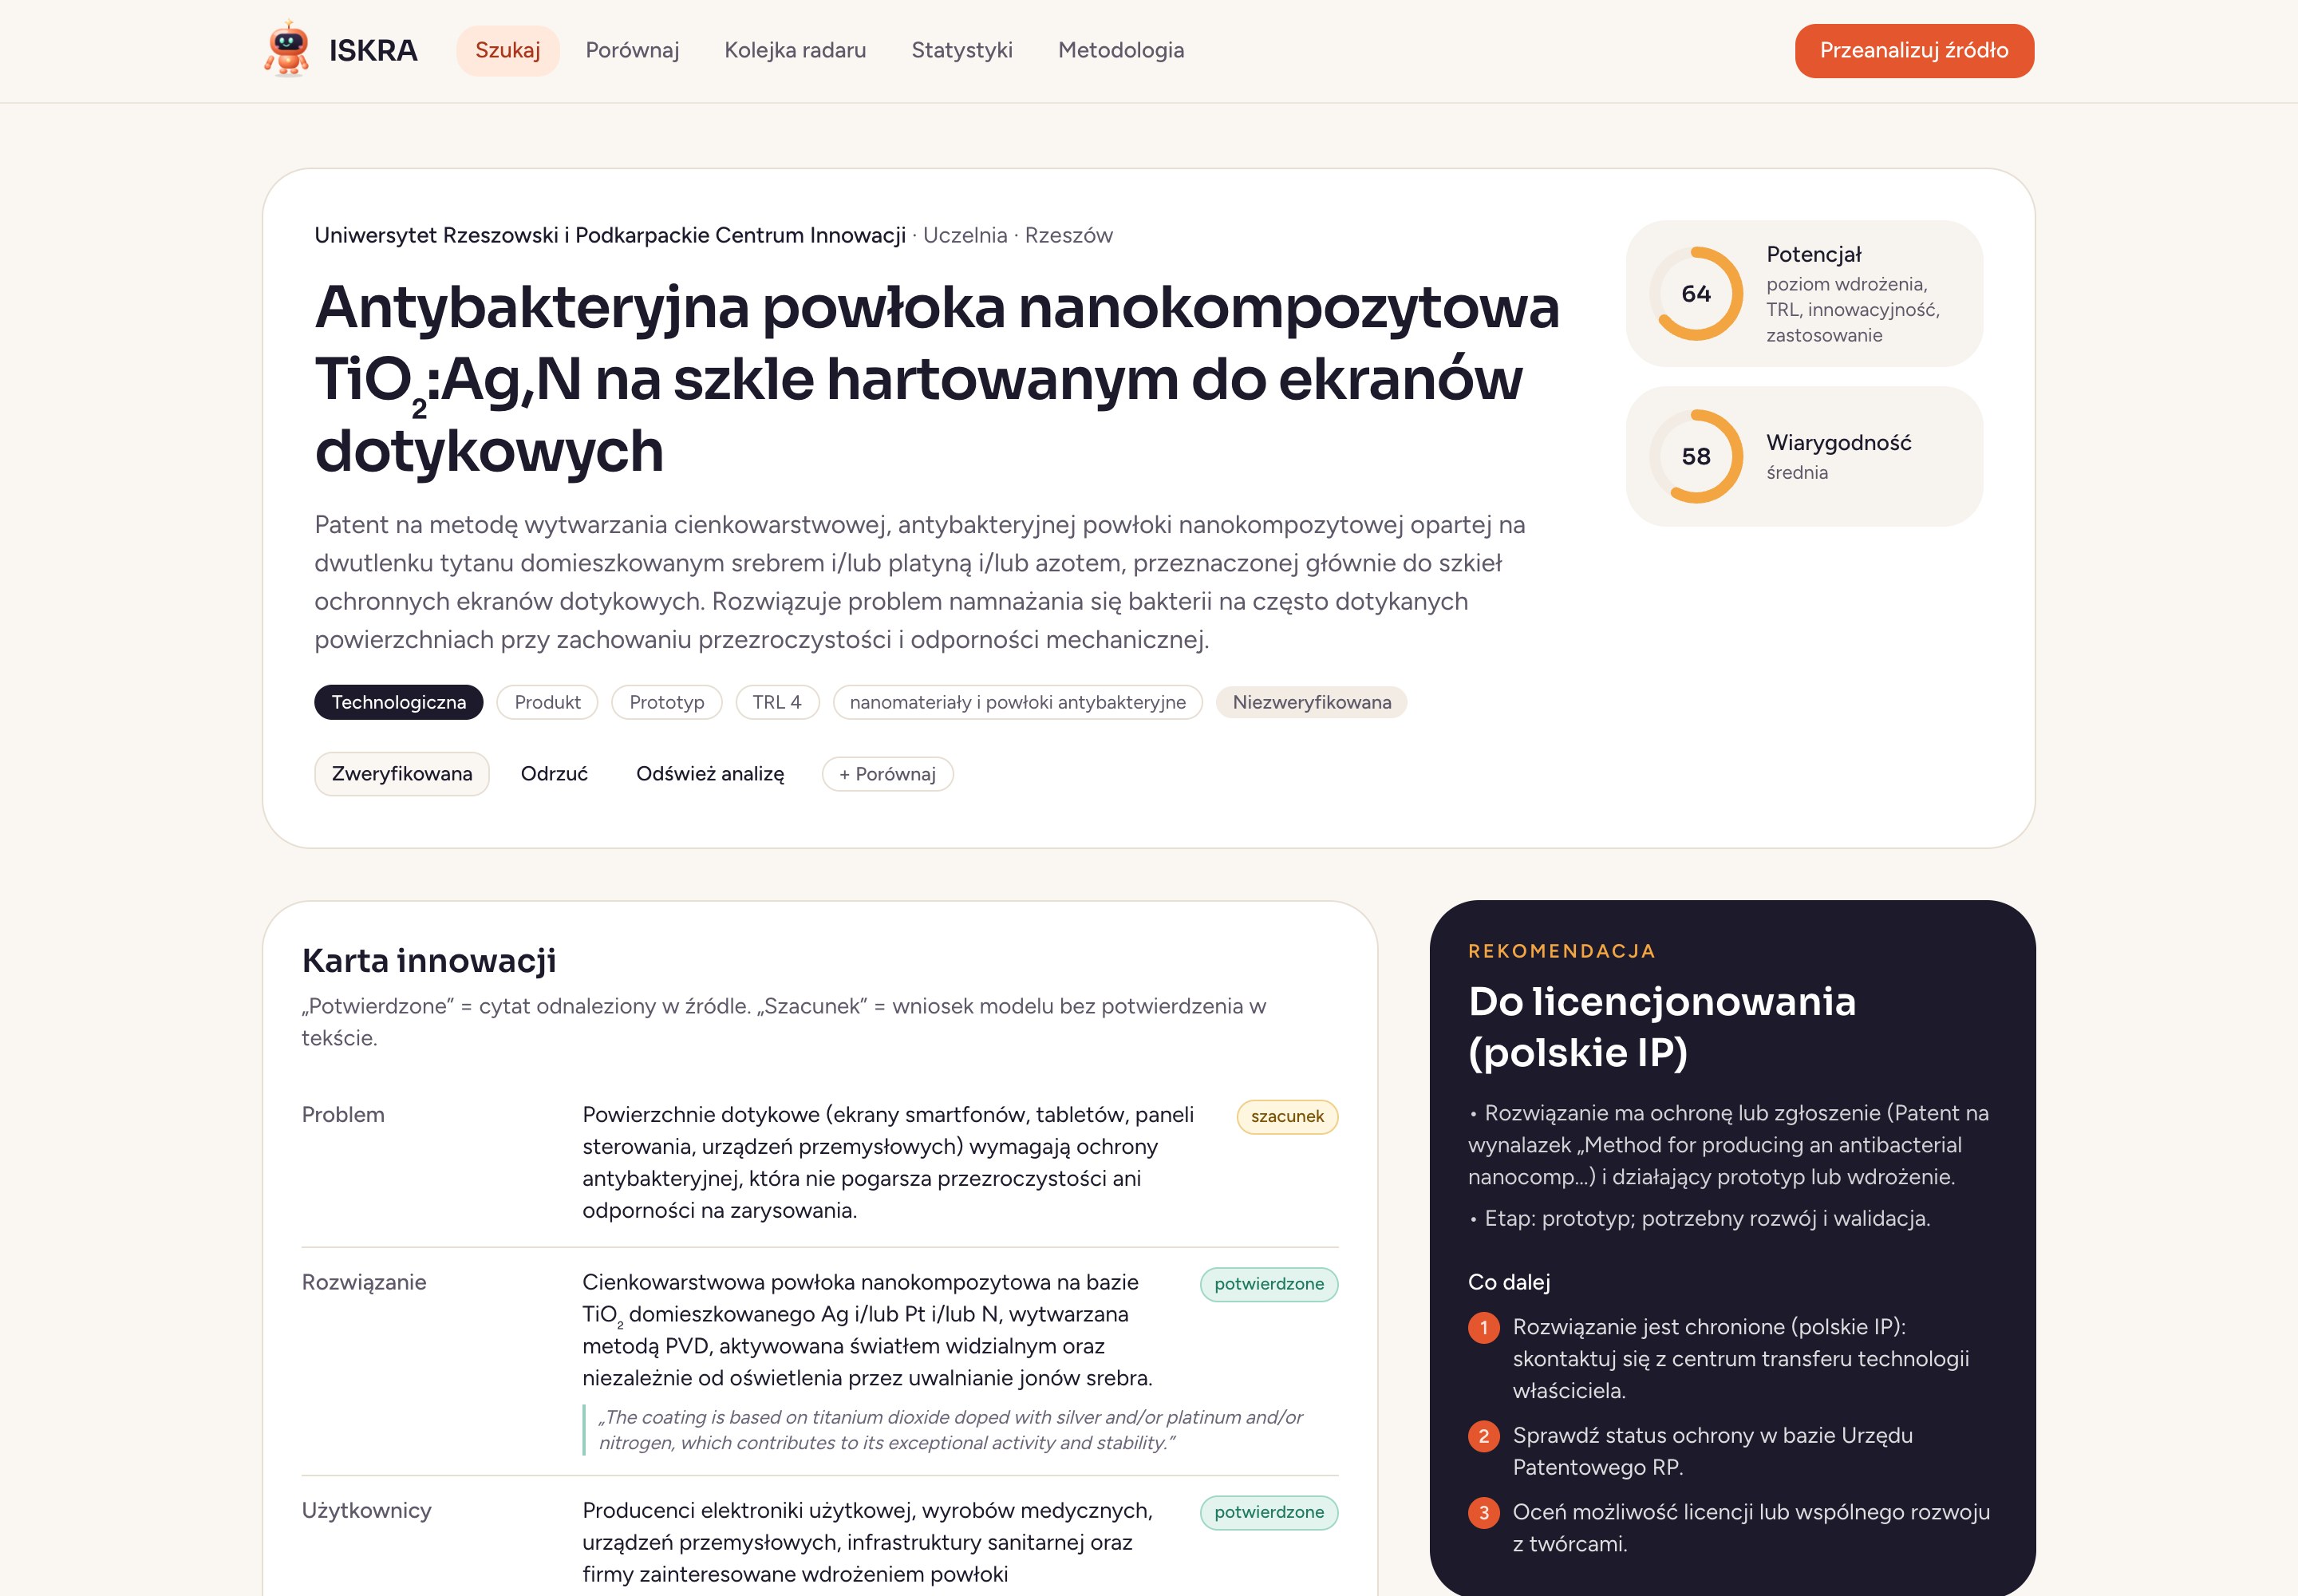 ISKRA
Szukaj
Porównaj
Kolejka radaru
Statystyki
Metodologia
Przeanalizuj źródło
Uniwersytet Rzeszowski i Podkarpackie Centrum Innowacji · Uczelnia · Rzeszów
Antybakteryjna powłoka nanokompozytowa
TiO₂:Ag,N na szkle hartowanym do ekranów
dotykowych
Patent na metodę wytwarzania cienkowarstwowej, antybakteryjnej powłoki nanokompozytowej opartej na
dwutlenku tytanu domieszkowanym srebrem i/lub platyną i/lub azotem, przeznaczonej głównie do szkieł
ochronnych ekranów dotykowych. Rozwiązuje problem namnażania się bakterii na często dotykanych
powierzchniach przy zachowaniu przezroczystości i odporności mechanicznej.
Technologiczna
Produkt
Prototyp
TRL 4
nanomateriały i powłoki antybakteryjne
Niezweryfikowana
Zweryfikowana
Odrzuć
Odśwież analizę
+ Porównaj
64
Potencjał
poziom wdrożenia,
TRL, innowacyjność,
zastosowanie
58
Wiarygodność
średnia
Karta innowacji
„Potwierdzone” = cytat odnaleziony w źródle. „Szacunek” = wniosek modelu bez potwierdzenia w
tekście.
Problem
Powierzchnie dotykowe (ekrany smartfonów, tabletów, paneli
sterowania, urządzeń przemysłowych) wymagają ochrony
antybakteryjnej, która nie pogarsza przezroczystości ani
odporności na zarysowania.
szacunek
Rozwiązanie
Cienkowarstwowa powłoka nanokompozytowa na bazie
TiO₂ domieszkowanego Ag i/lub Pt i/lub N, wytwarzana
metodą PVD, aktywowana światłem widzialnym oraz
niezależnie od oświetlenia przez uwalnianie jonów srebra.
potwierdzone
„The coating is based on titanium dioxide doped with silver and/or platinum and/or
nitrogen, which contributes to its exceptional activity and stability.”
Użytkownicy
Producenci elektroniki użytkowej, wyrobów medycznych,
urządzeń przemysłowych, infrastruktury sanitarnej oraz
firmy zainteresowane wdrożeniem powłoki
potwierdzone
REKOMENDACJA
Do licencjonowania
(polskie IP)
• Rozwiązanie ma ochronę lub zgłoszenie (Patent na
wynalazek „Method for producing an antibacterial
nanocomp…) i działający prototyp lub wdrożenie.
• Etap: prototyp; potrzebny rozwój i walidacja.
Co dalej
1 Rozwiązanie jest chronione (polskie IP):
skontaktuj się z centrum transferu technologii
właściciela.
2 Sprawdź status ochrony w bazie Urzędu
Patentowego RP.
3 Oceń możliwość licencji lub wspólnego rozwoju
z twórcami.